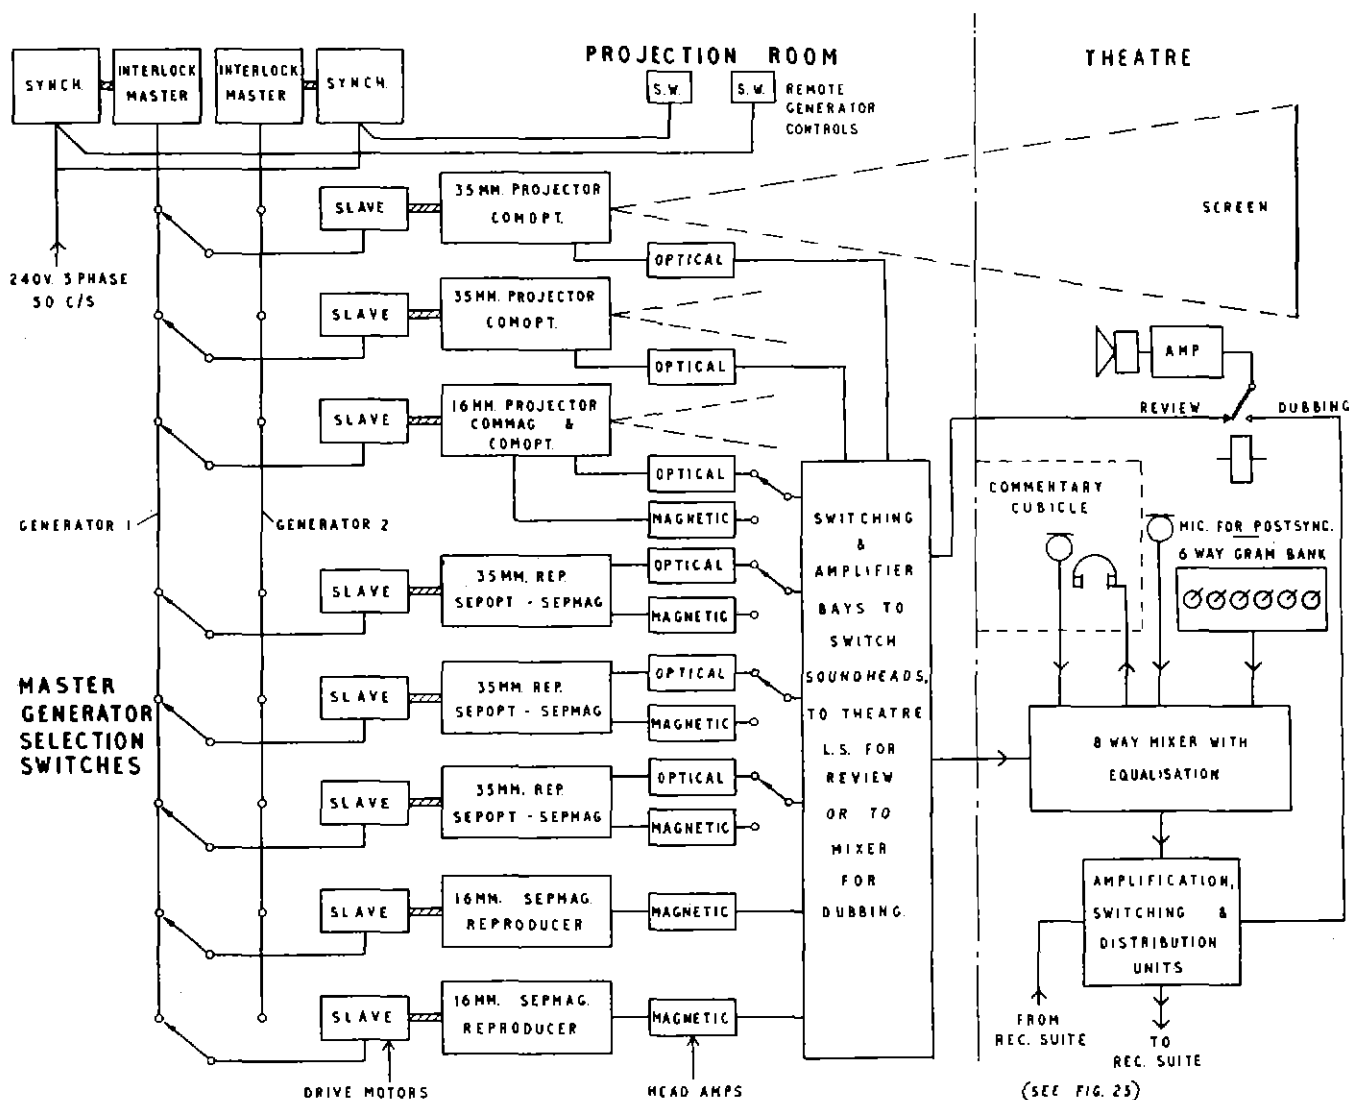 PROJECTION ROOM
THEATRE
SYNCH.
INTERLOCK
MASTER
INTERLOCK
MASTER
SYNCH.
S.W.
S.W.
REMOTE
GENERATOR
CONTROLS
240V. 3 PHASE
50 C/S
SLAVE
35MM. PROJECTOR
COMOPT.
OPTICAL
SCREEN
SLAVE
35MM. PROJECTOR
COMOPT.
OPTICAL
AMP
REVIEW
DUBBING
SLAVE
16MM. PROJECTOR
COMMAG &
COMOPT.
OPTICAL
MAGNETIC
GENERATOR 1
GENERATOR 2
SLAVE
35MM. REP.
SEPOPT - SEPMAG
OPTICAL
MAGNETIC
SLAVE
35MM. REP.
SEPOPT - SEPMAG
OPTICAL
MAGNETIC
SLAVE
35MM. REP.
SEPOPT - SEPMAG
OPTICAL
MAGNETIC
SLAVE
16MM. SEPMAG.
REPRODUCER
MAGNETIC
SLAVE
16MM. SEPMAG.
REPRODUCER
MAGNETIC
MASTER
GENERATOR
SELECTION
SWITCHES
DRIVE MOTORS
HEAD AMPS
SWITCHING
&
AMPLIFIER
BAYS TO
SWITCH
SOUNDHEADS,
TO THEATRE
L.S. FOR
REVIEW
OR TO
MIXER
FOR
DUBBING.
COMMENTARY
CUBICLE
MIC. FOR POSTSYNC.
6 WAY GRAM BANK
8 WAY MIXER WITH
EQUALISATION
AMPLIFICATION,
SWITCHING &
DISTRIBUTION
UNITS
FROM
REC. SUITE
TO
REC. SUITE
(SEE FIG. 25)